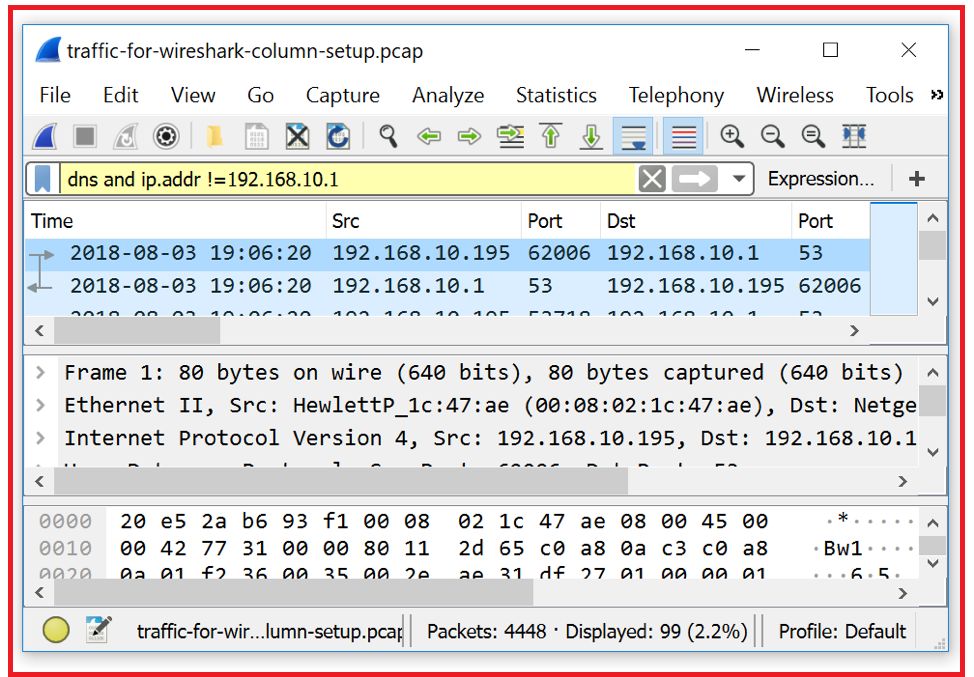 traffic-for-wireshark-column-setup.pcap
File Edit View Go Capture Analyze Statistics Telephony Wireless Tools »
dns and ip.addr !=192.168.10.1 Expression... +
Time Src Port Dst Port
2018-08-03 19:06:20 192.168.10.195 62006 192.168.10.1 53
2018-08-03 19:06:20 192.168.10.1 53 192.168.10.195 62006
Frame 1: 80 bytes on wire (640 bits), 80 bytes captured (640 bits)
Ethernet II, Src: HewlettP_1c:47:ae (00:08:02:1c:47:ae), Dst: Netge
Internet Protocol Version 4, Src: 192.168.10.195, Dst: 192.168.10.1
0000 20 e5 2a b6 93 f1 00 08 02 1c 47 ae 08 00 45 00 ·*·····
0010 00 42 77 31 00 00 80 11 2d 65 c0 a8 0a c3 c0 a8 ·Bw1····
0020 0a 01 f2 36 00 35 00 2e ae 31 df 27 01 00 00 01 ···6·5·
traffic-for-wir...lumn-setup.pcap Packets: 4448 · Displayed: 99 (2.2%) Profile: Default